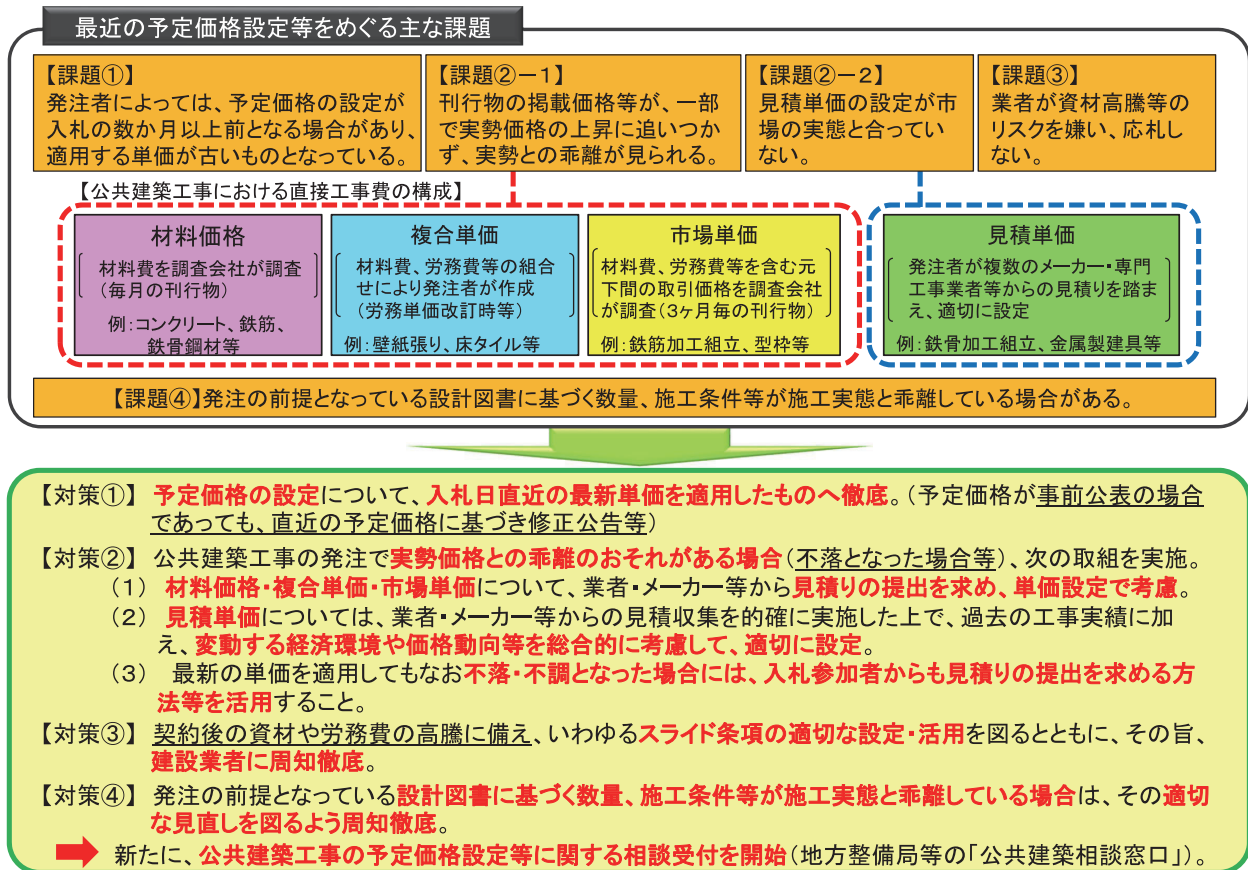 最近の予定価格設定等をめぐる主な課題
【課題①】
発注者によっては、予定価格の設定が
入札の数か月以上前となる場合があり、
適用する単価が古いものとなっている。
【課題②－１】
刊行物の掲載価格等が、一部
で実勢価格の上昇に追いつか
ず、実勢との乖離が見られる。
【課題②－２】
見積単価の設定が市
場の実態と合ってい
ない。
【課題③】
業者が資材高騰等の
リスクを嫌い、応札し
ない。
【公共建築工事における直接工事費の構成】
材料価格
材料費を調査会社が調査
（毎月の刊行物）
例：コンクリート、鉄筋、
鉄骨鋼材等
複合単価
材料費、労務費等の組合
せにより発注者が作成
（労務単価改訂時等）
例：壁紙張り、床タイル等
市場単価
材料費、労務費等を含む元
下間の取引価格を調査会社
が調査（３ヶ月毎の刊行物）
例：鉄筋加工組立、型枠等
見積単価
発注者が複数のメーカー・専門
工事業者等からの見積りを踏ま
え、適切に設定
例：鉄骨加工組立、金属製建具等
【課題④】発注の前提となっている設計図書に基づく数量、施工条件等が施工実態と乖離している場合がある。
【対策①】 予定価格の設定について、入札日直近の最新単価を適用したものへ徹底。（予定価格が事前公表の場合
であっても、直近の予定価格に基づき修正公告等）
【対策②】 公共建築工事の発注で実勢価格との乖離のおそれがある場合（不落となった場合等）、次の取組を実施。
（１） 材料価格・複合単価・市場単価について、業者・メーカー等から見積りの提出を求め、単価設定で考慮。
（２） 見積単価については、業者・メーカー等からの見積収集を的確に実施した上で、過去の工事実績に加
え、変動する経済環境や価格動向等を総合的に考慮して、適切に設定。
（３） 最新の単価を適用してもなお不落・不調となった場合には、入札参加者からも見積りの提出を求める方
法等を活用すること。
【対策③】 契約後の資材や労務費の高騰に備え、いわゆるスライド条項の適切な設定・活用を図るとともに、その旨、
建設業者に周知徹底。
【対策④】 発注の前提となっている設計図書に基づく数量、施工条件等が施工実態と乖離している場合は、その適切
な見直しを図るよう周知徹底。
新たに、公共建築工事の予定価格設定等に関する相談受付を開始（地方整備局等の「公共建築相談窓口」）。